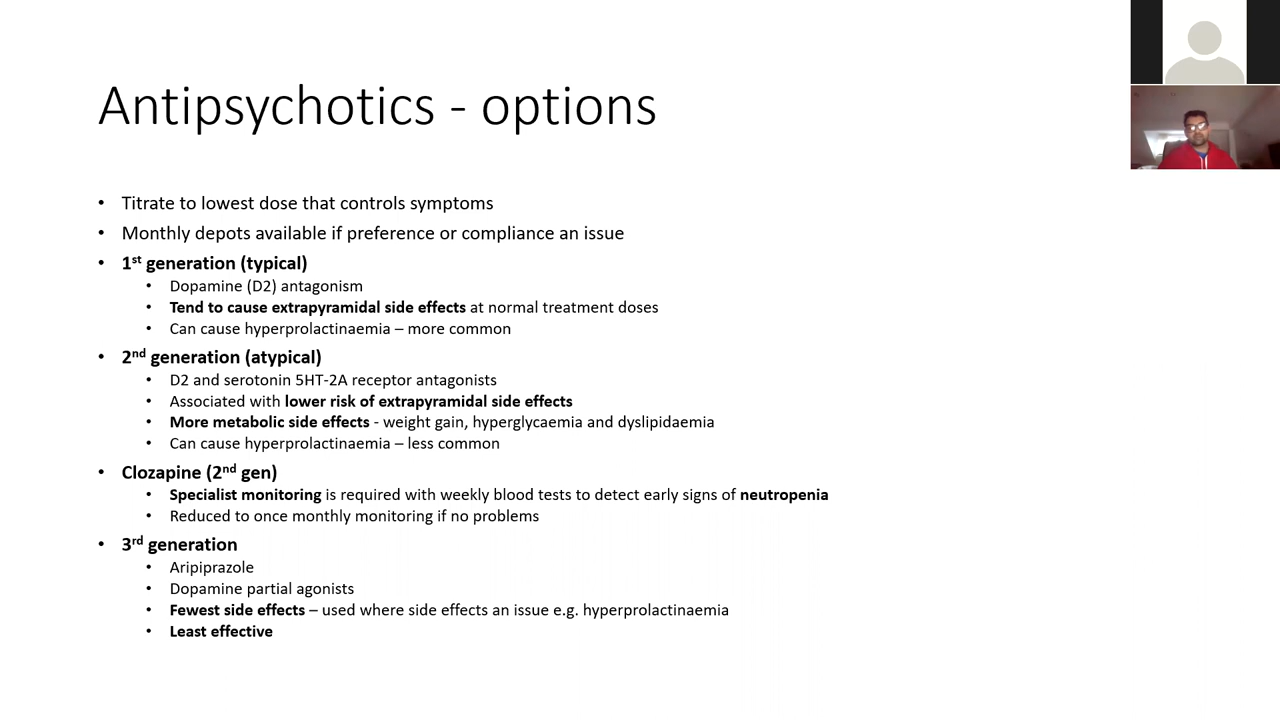 Antipsychotics - options
• Titrate to lowest dose that controls symptoms
• Monthly depots available if preference or compliance an issue
• 1st generation (typical)
• Dopamine (D2) antagonism
• Tend to cause extrapyramidal side effects at normal treatment doses
• Can cause hyperprolactinaemia – more common
• 2nd generation (atypical)
• D2 and serotonin 5HT-2A receptor antagonists
• Associated with lower risk of extrapyramidal side effects
• More metabolic side effects - weight gain, hyperglycaemia and dyslipidaemia
• Can cause hyperprolactinaemia – less common
• Clozapine (2nd gen)
• Specialist monitoring is required with weekly blood tests to detect early signs of neutropenia
• Reduced to once monthly monitoring if no problems
• 3rd generation
• Aripiprazole
• Dopamine partial agonists
• Fewest side effects – used where side effects an issue e.g. hyperprolactinaemia
• Least effective